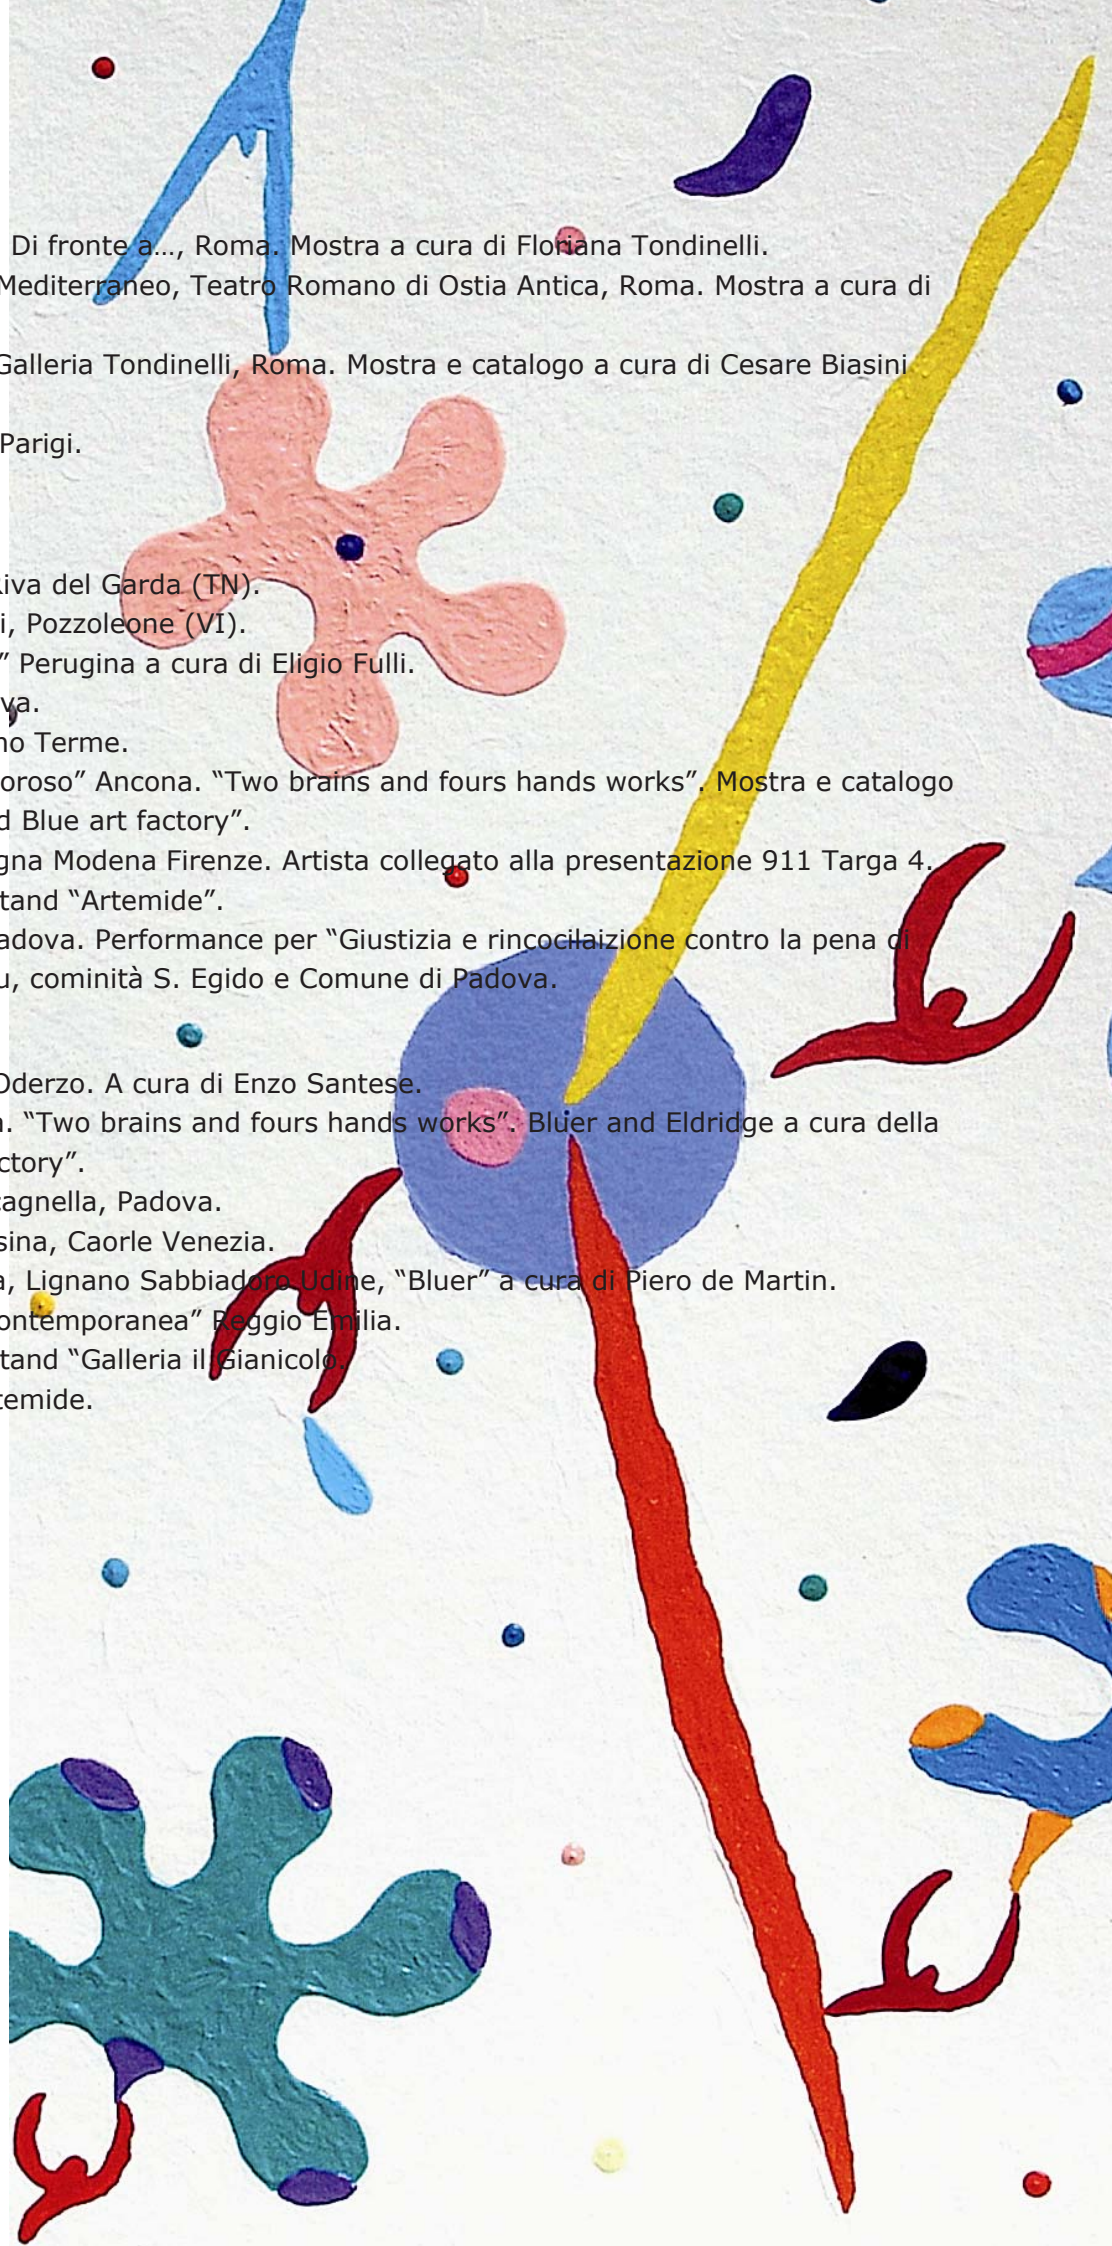 Di fronte a…, Roma. Mostra a cura di Floriana Tondinelli.
Mediterraneo, Teatro Romano di Ostia Antica, Roma. Mostra a cura di
Galleria Tondinelli, Roma. Mostra e catalogo a cura di Cesare Biasini
Parigi.
Riva del Garda (TN).
i, Pozzoleone (VI).
” Perugina a cura di Eligio Fulli.
va.
no Terme.
oroso” Ancona. “Two brains and fours hands works”. Mostra e catalogo
d Blue art factory”.
gna Modena Firenze. Artista collegato alla presentazione 911 Targa 4.
tand “Artemide”.
adova. Performance per “Giustizia e rincocilaizione contro la pena di
u, cominità S. Egido e Comune di Padova.
Oderzo. A cura di Enzo Santese.
. “Two brains and fours hands works”. Bluer and Eldridge a cura della
ctory”.
cagnella, Padova.
sina, Caorle Venezia.
a, Lignano Sabbiadoro Udine, “Bluer” a cura di Piero de Martin.
ontemporanea” Reggio Emilia.
tand “Galleria il Gianicolo.
temide.